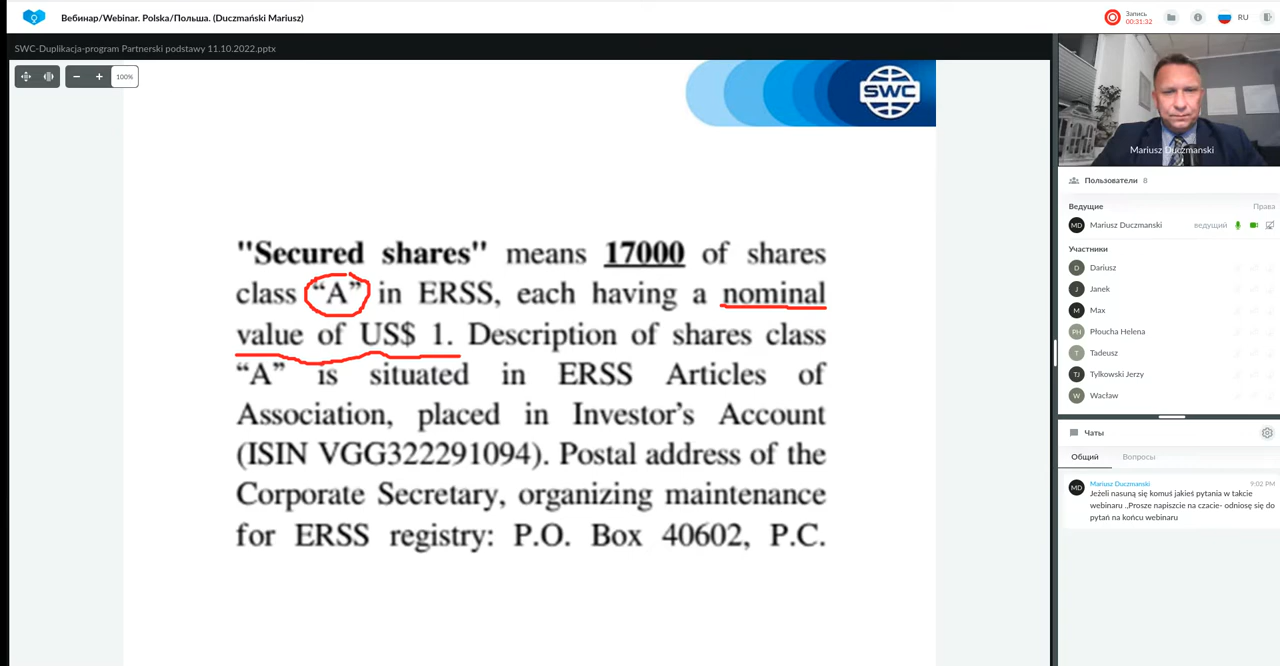 Вебинар/Webinar. Polska/Польша. (Duczmański Mariusz)
Запись
00:31:32
RU
SWC-Duplikacja-program Partnerski podstawy 11.10.2022.pptx
100%
SWC
"Secured shares" means 17000 of shares
class “A” in ERSS, each having a nominal
value of US$ 1. Description of shares class
“A” is situated in ERSS Articles of
Association, placed in Investor’s Account
(ISIN VGG322291094). Postal address of the
Corporate Secretary, organizing maintenance
for ERSS registry: P.O. Box 40602, P.C.
Mariusz Duczmanski
Пользователи 8
Ведущие Права
MD Mariusz Duczmanski ведущий
Участники
D Dariusz
J Janek
M Max
PH Płoucha Helena
T Tadeusz
TJ Tylkowski Jerzy
W Wacław
Чаты
Общий Вопросы
MD Mariusz Duczmanski 9:02 PM
Jeżeli nasuną się komuś jakieś pytania w takcie
webinaru ,,Prosze napiszcie na czacie- odniosę się do
pytań na końcu webinaru